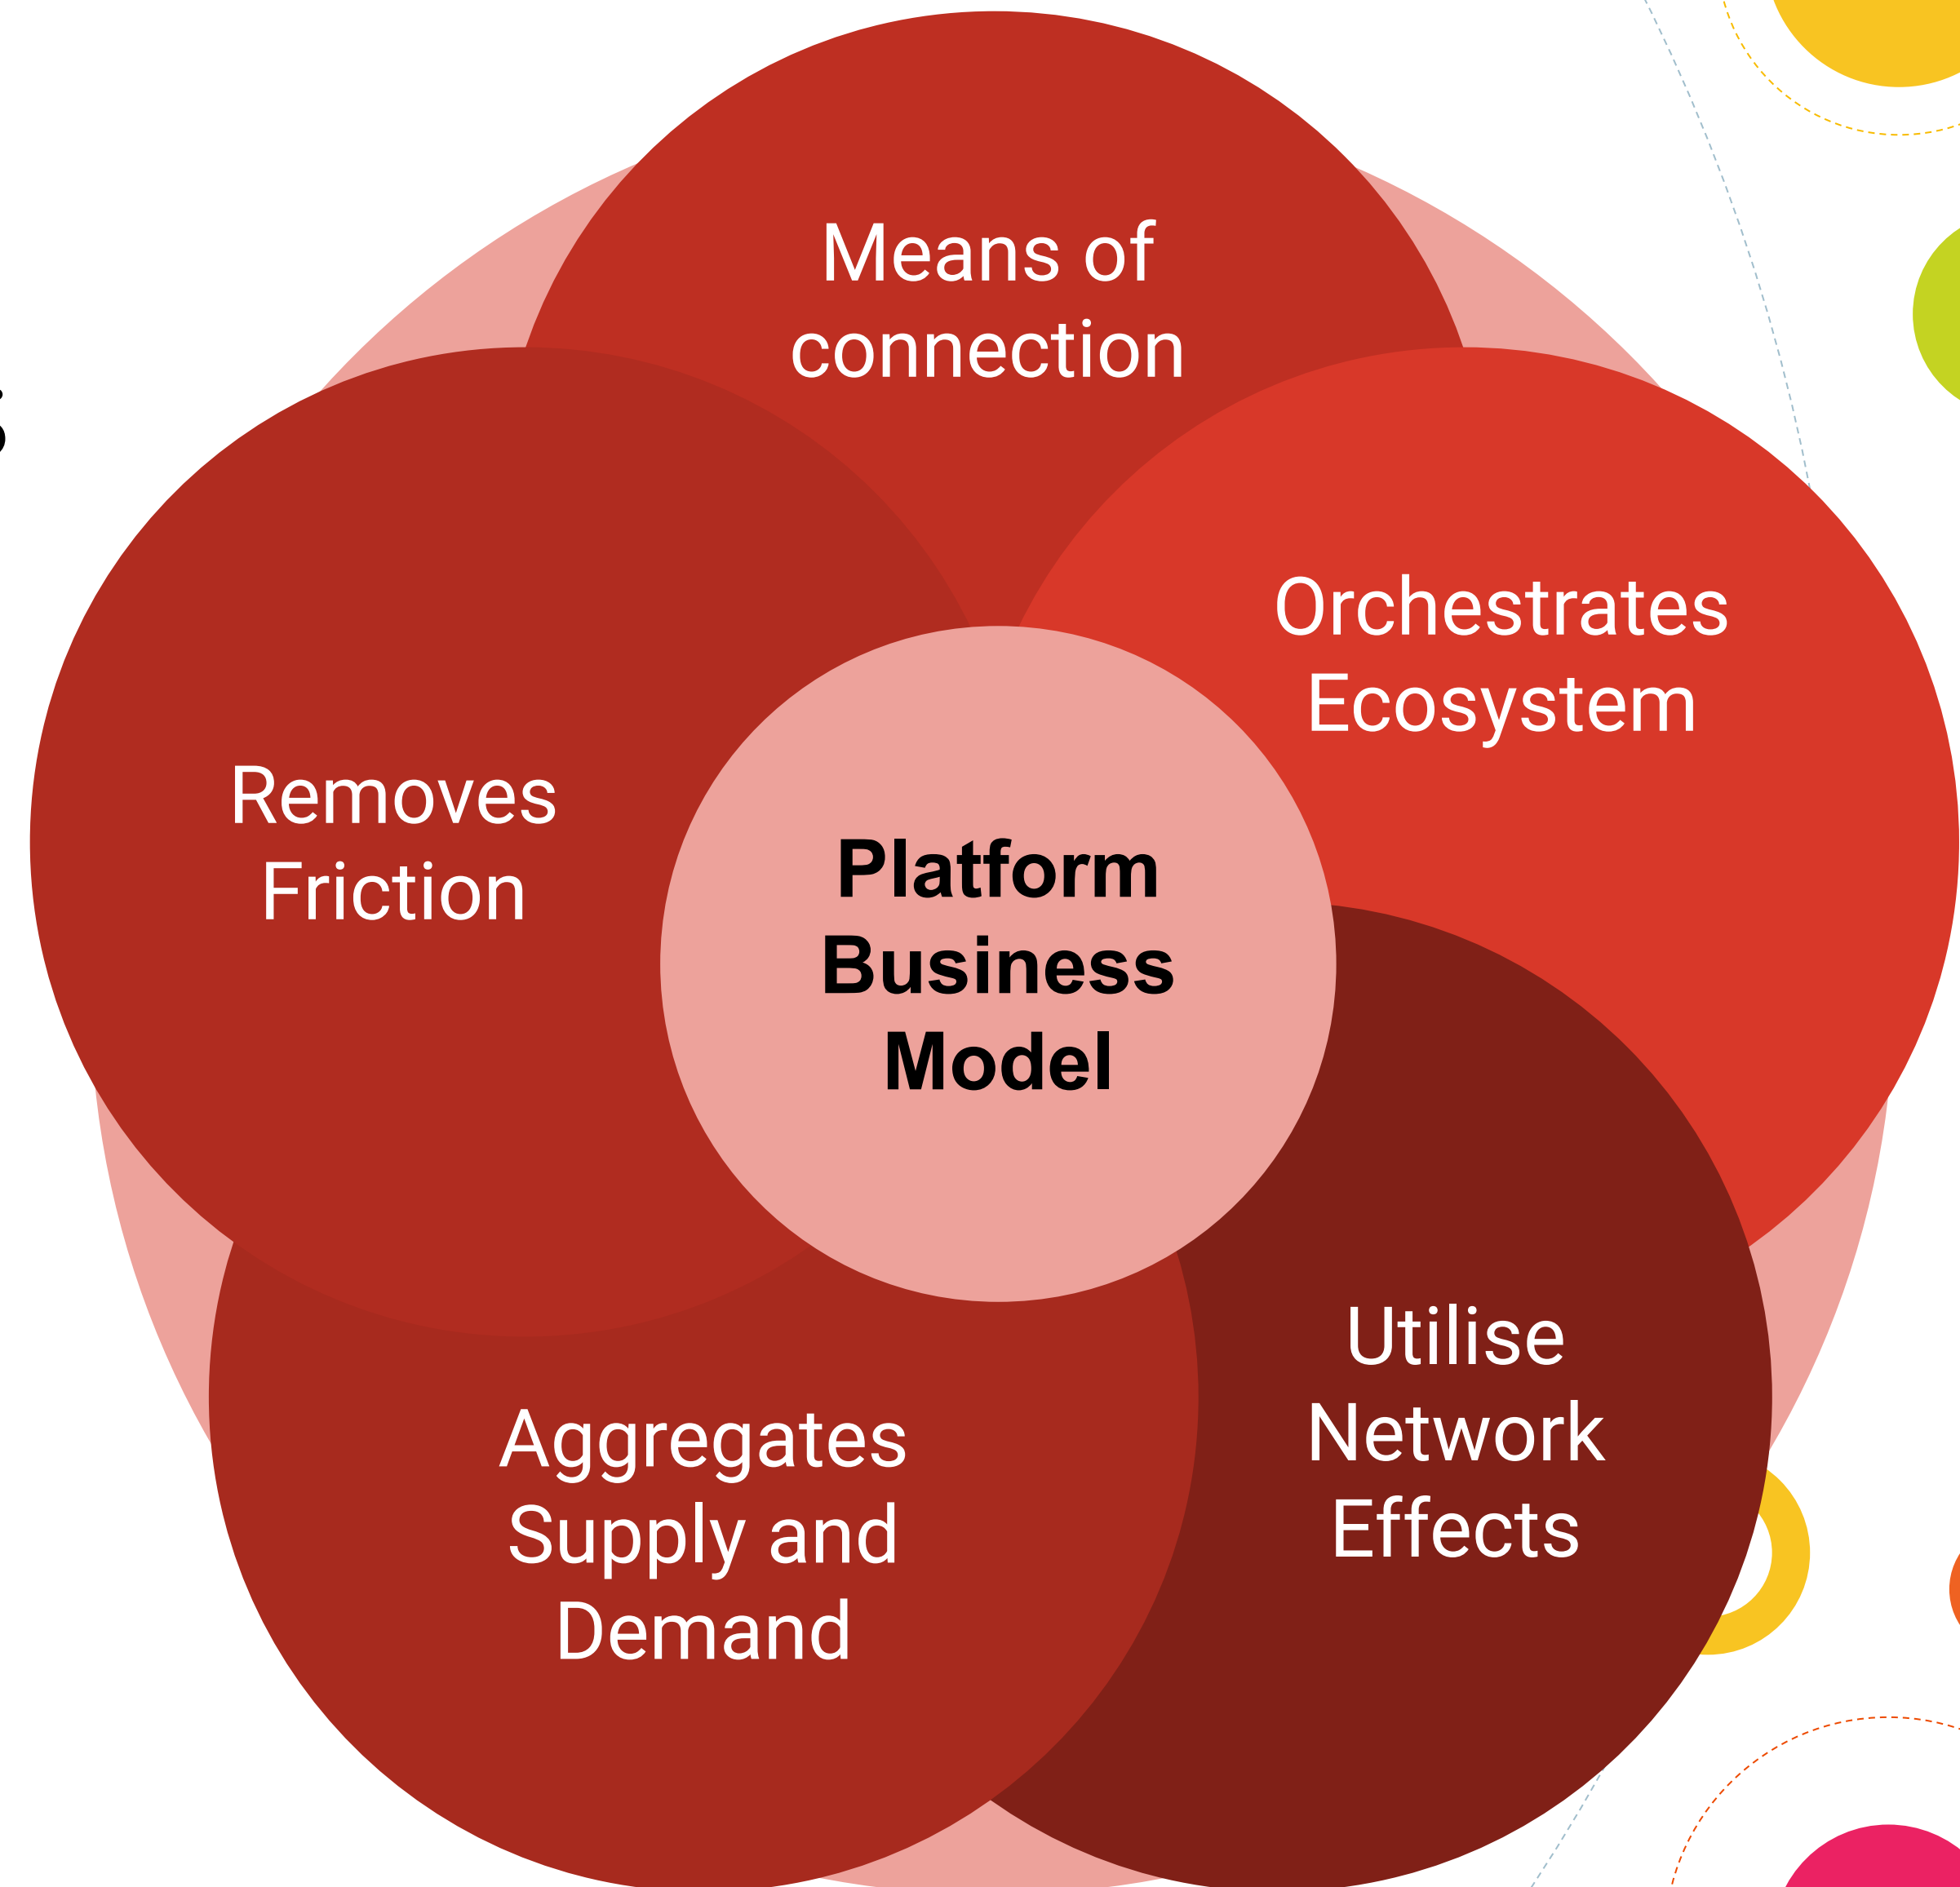 Means of
connection
Orchestrates
Ecosystem
Removes
Friction
Platform
Business
Model
Utilise
Network
Effects
Aggregates
Supply and
Demand